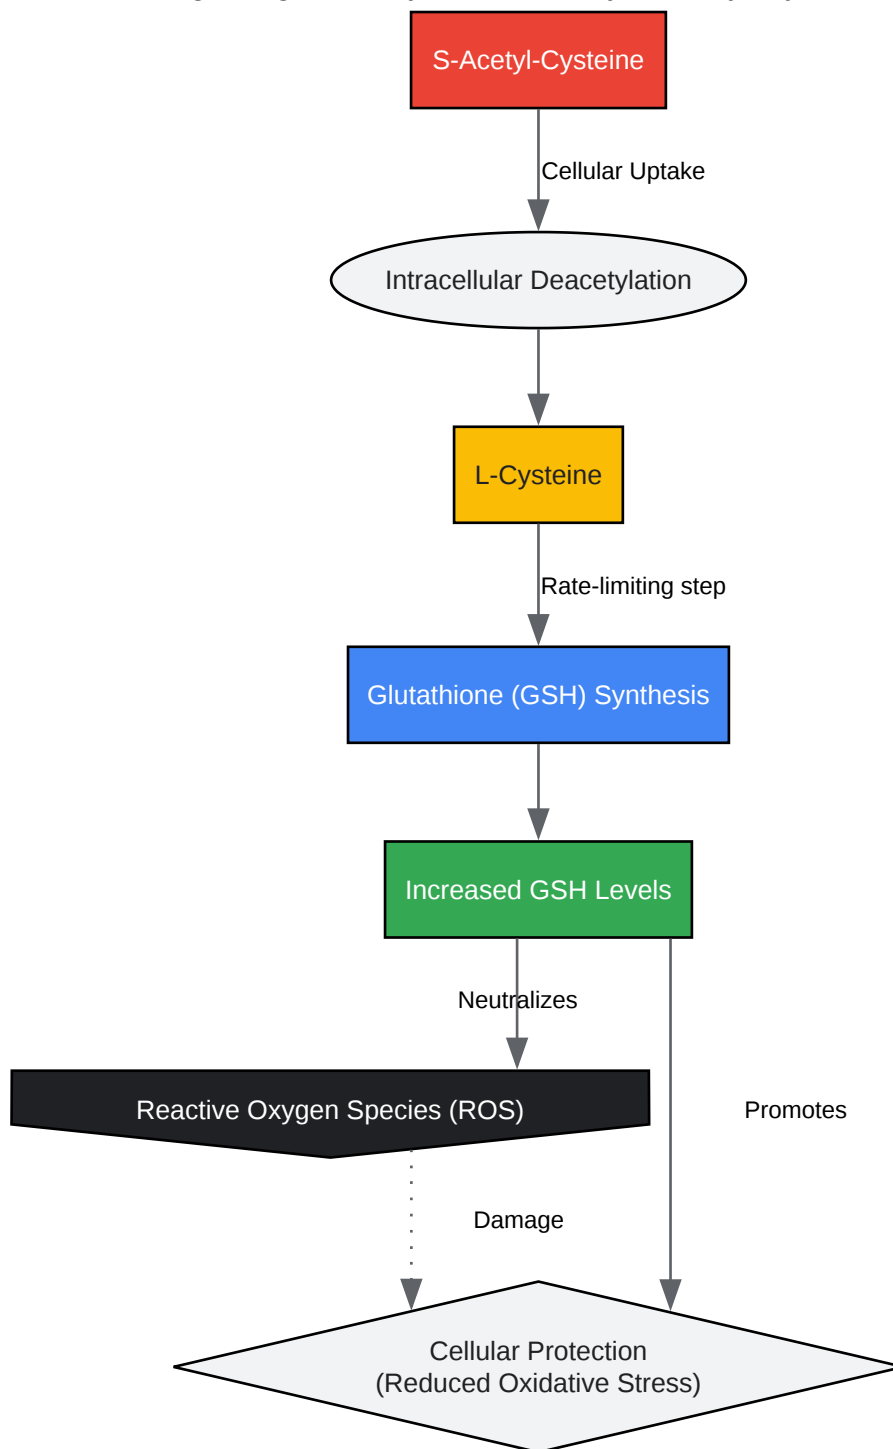 S-Acetyl-Cysteine
Cellular Uptake
Intracellular Deacetylation
L-Cysteine
Rate-limiting step
Glutathione (GSH) Synthesis
Increased GSH Levels
Neutralizes
Reactive Oxygen Species (ROS)
Promotes
Damage
Cellular Protection
(Reduced Oxidative Stress)